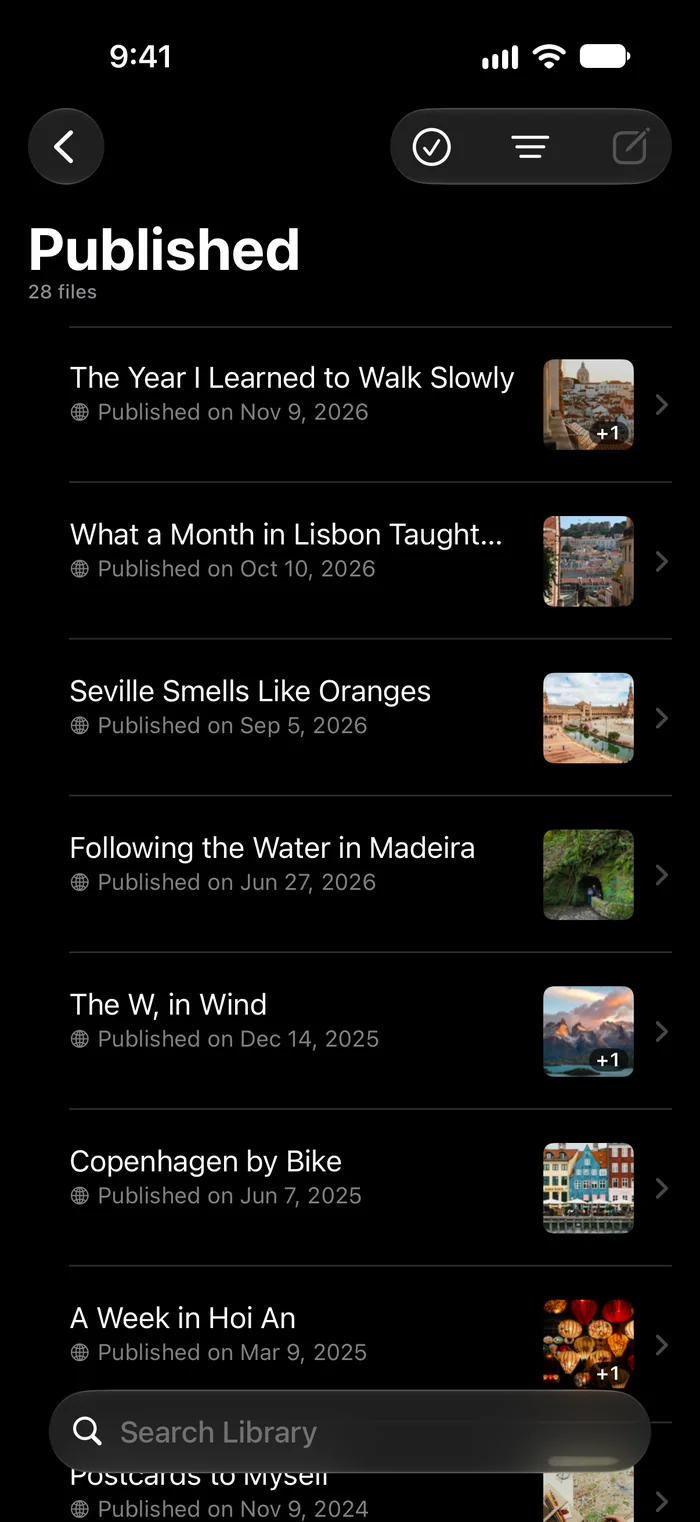 9:41
Published
28 files
The Year I Learned to Walk Slowly
Published on Nov 9, 2026
+1
What a Month in Lisbon Taught...
Published on Oct 10, 2026
Seville Smells Like Oranges
Published on Sep 5, 2026
Following the Water in Madeira
Published on Jun 27, 2026
The W, in Wind
Published on Dec 14, 2025
+1
Copenhagen by Bike
Published on Jun 7, 2025
A Week in Hoi An
Published on Mar 9, 2025
+1
Search Library
Postcards to Myself
Published on Nov 9, 2024